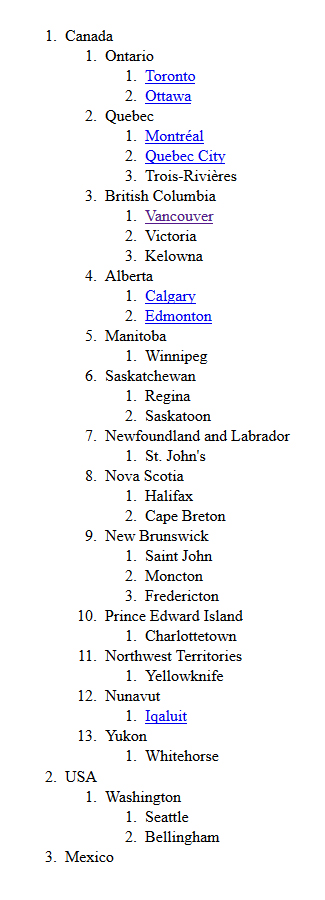 1. Canada
1. Ontario
1. Toronto
2. Ottawa
2. Quebec
1. Montréal
2. Quebec City
3. Trois-Rivières
3. British Columbia
1. Vancouver
2. Victoria
3. Kelowna
4. Alberta
1. Calgary
2. Edmonton
5. Manitoba
1. Winnipeg
6. Saskatchewan
1. Regina
2. Saskatoon
7. Newfoundland and Labrador
1. St. John's
8. Nova Scotia
1. Halifax
2. Cape Breton
9. New Brunswick
1. Saint John
2. Moncton
3. Fredericton
10. Prince Edward Island
1. Charlottetown
11. Northwest Territories
1. Yellowknife
12. Nunavut
1. Iqaluit
13. Yukon
1. Whitehorse
2. USA
1. Washington
1. Seattle
2. Bellingham
3. Mexico